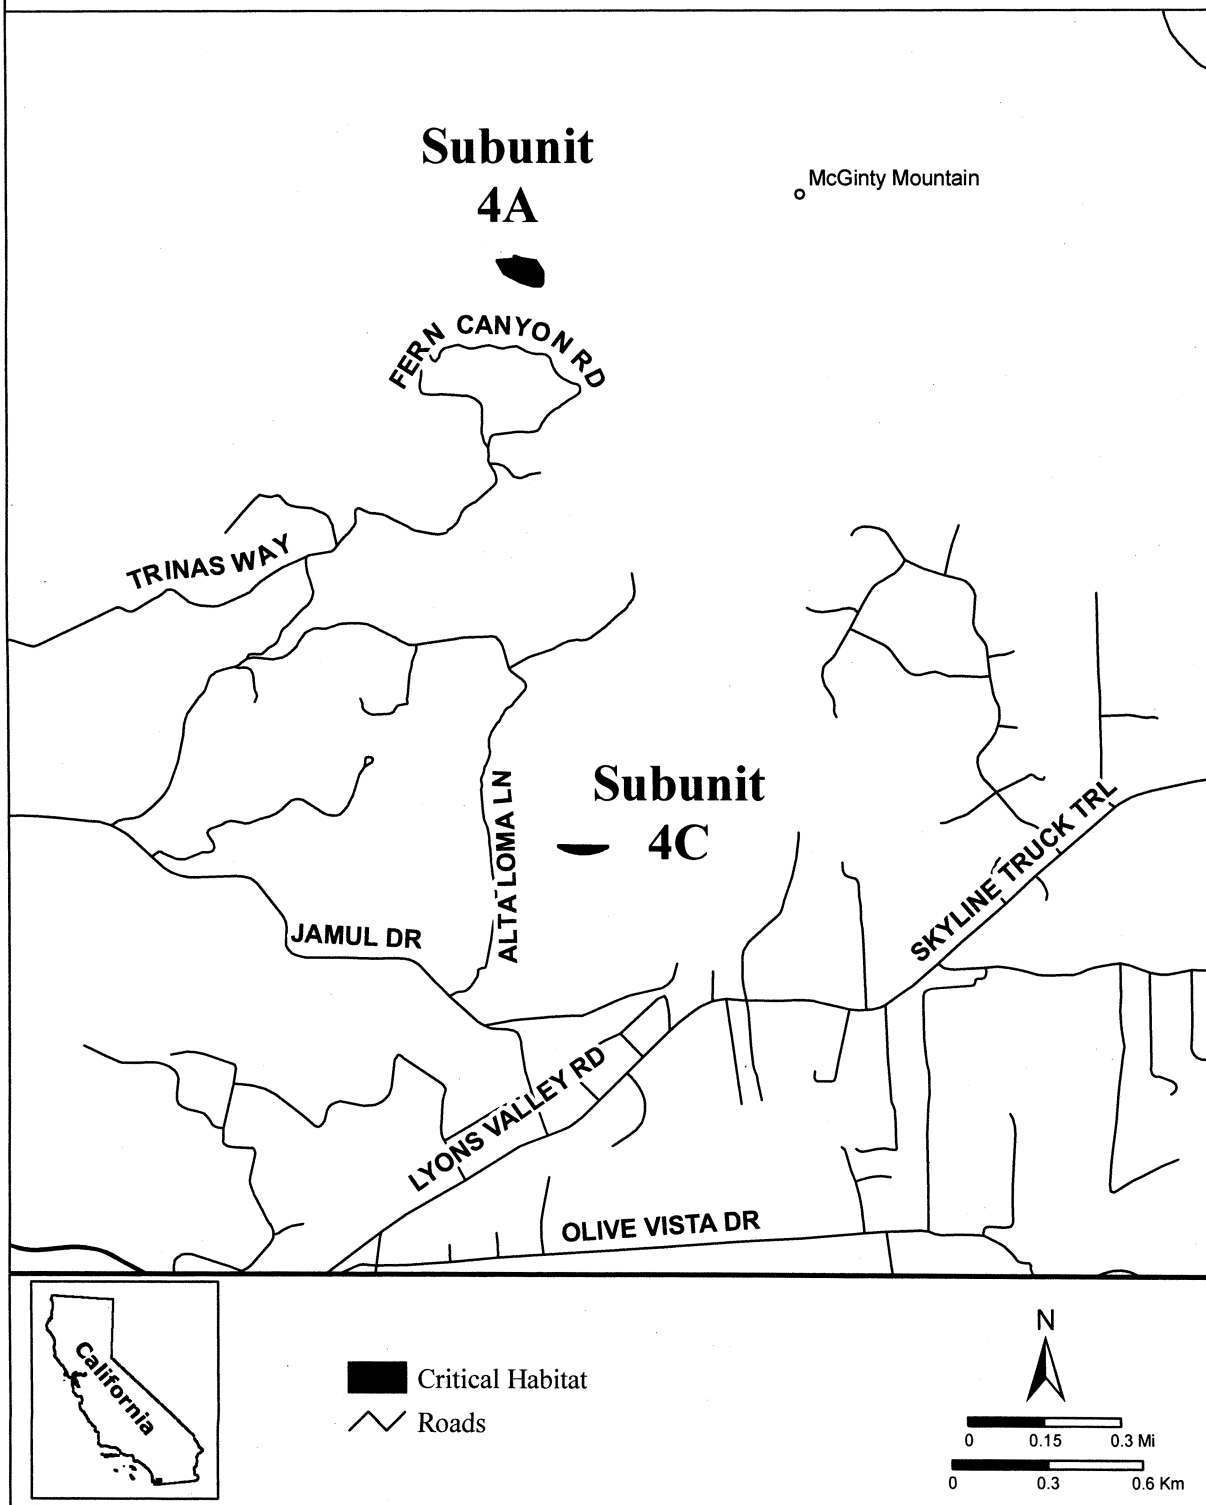 Subunit
4A
McGinty Mountain
FERN CANYON RD
TRINAS WAY
Subunit
4C
ALTA LOMA LN
SKYLINE TRUCK TRL
JAMUL DR
LYONS VALLEY RD
OLIVE VISTA DR
California
Critical Habitat
Roads
N
0 0.15 0.3 Mi
0 0.3 0.6 Km